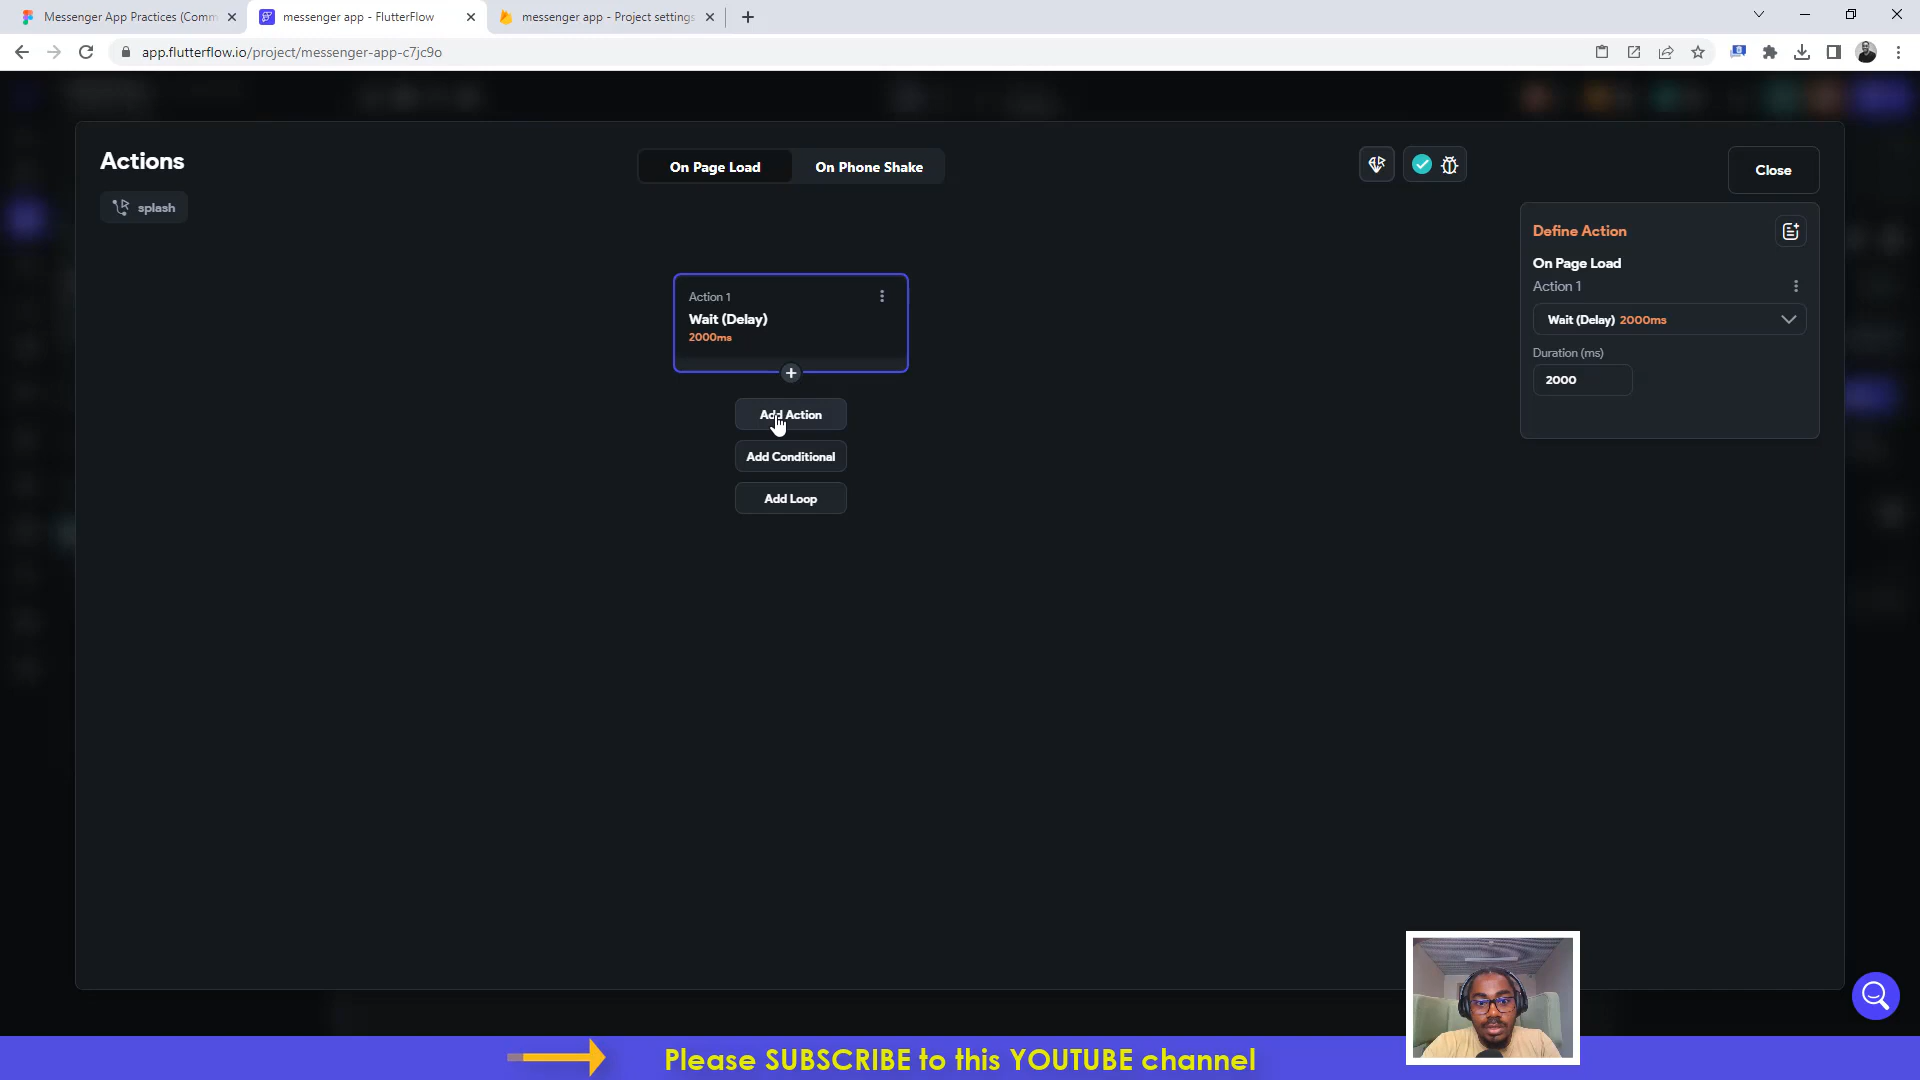 Messenger App Practices (Comm
messenger app - FlutterFlow
messenger app - Project settings
app.flutterflow.io/project/messenger-app-c7jc9o
Actions
On Page Load
On Phone Shake
Close
splash
Define Action
On Page Load
Action 1
Wait (Delay) 2000ms
Duration (ms)
2000
Action 1
Wait (Delay)
2000ms
Add Action
Add Conditional
Add Loop
Please SUBSCRIBE to this YOUTUBE channel